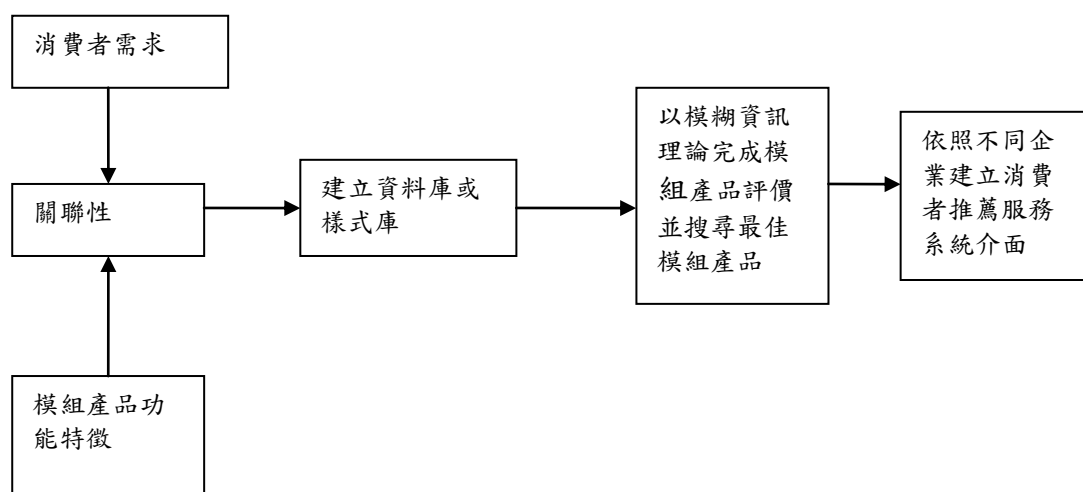 消費者需求
關聯性
模組產品功
能特徵
建立資料庫或
樣式庫
以模糊資訊
理論完成模
組產品評價
並搜尋最佳
模組產品
依照不同企
業建立消費
者推薦服務
系統介面